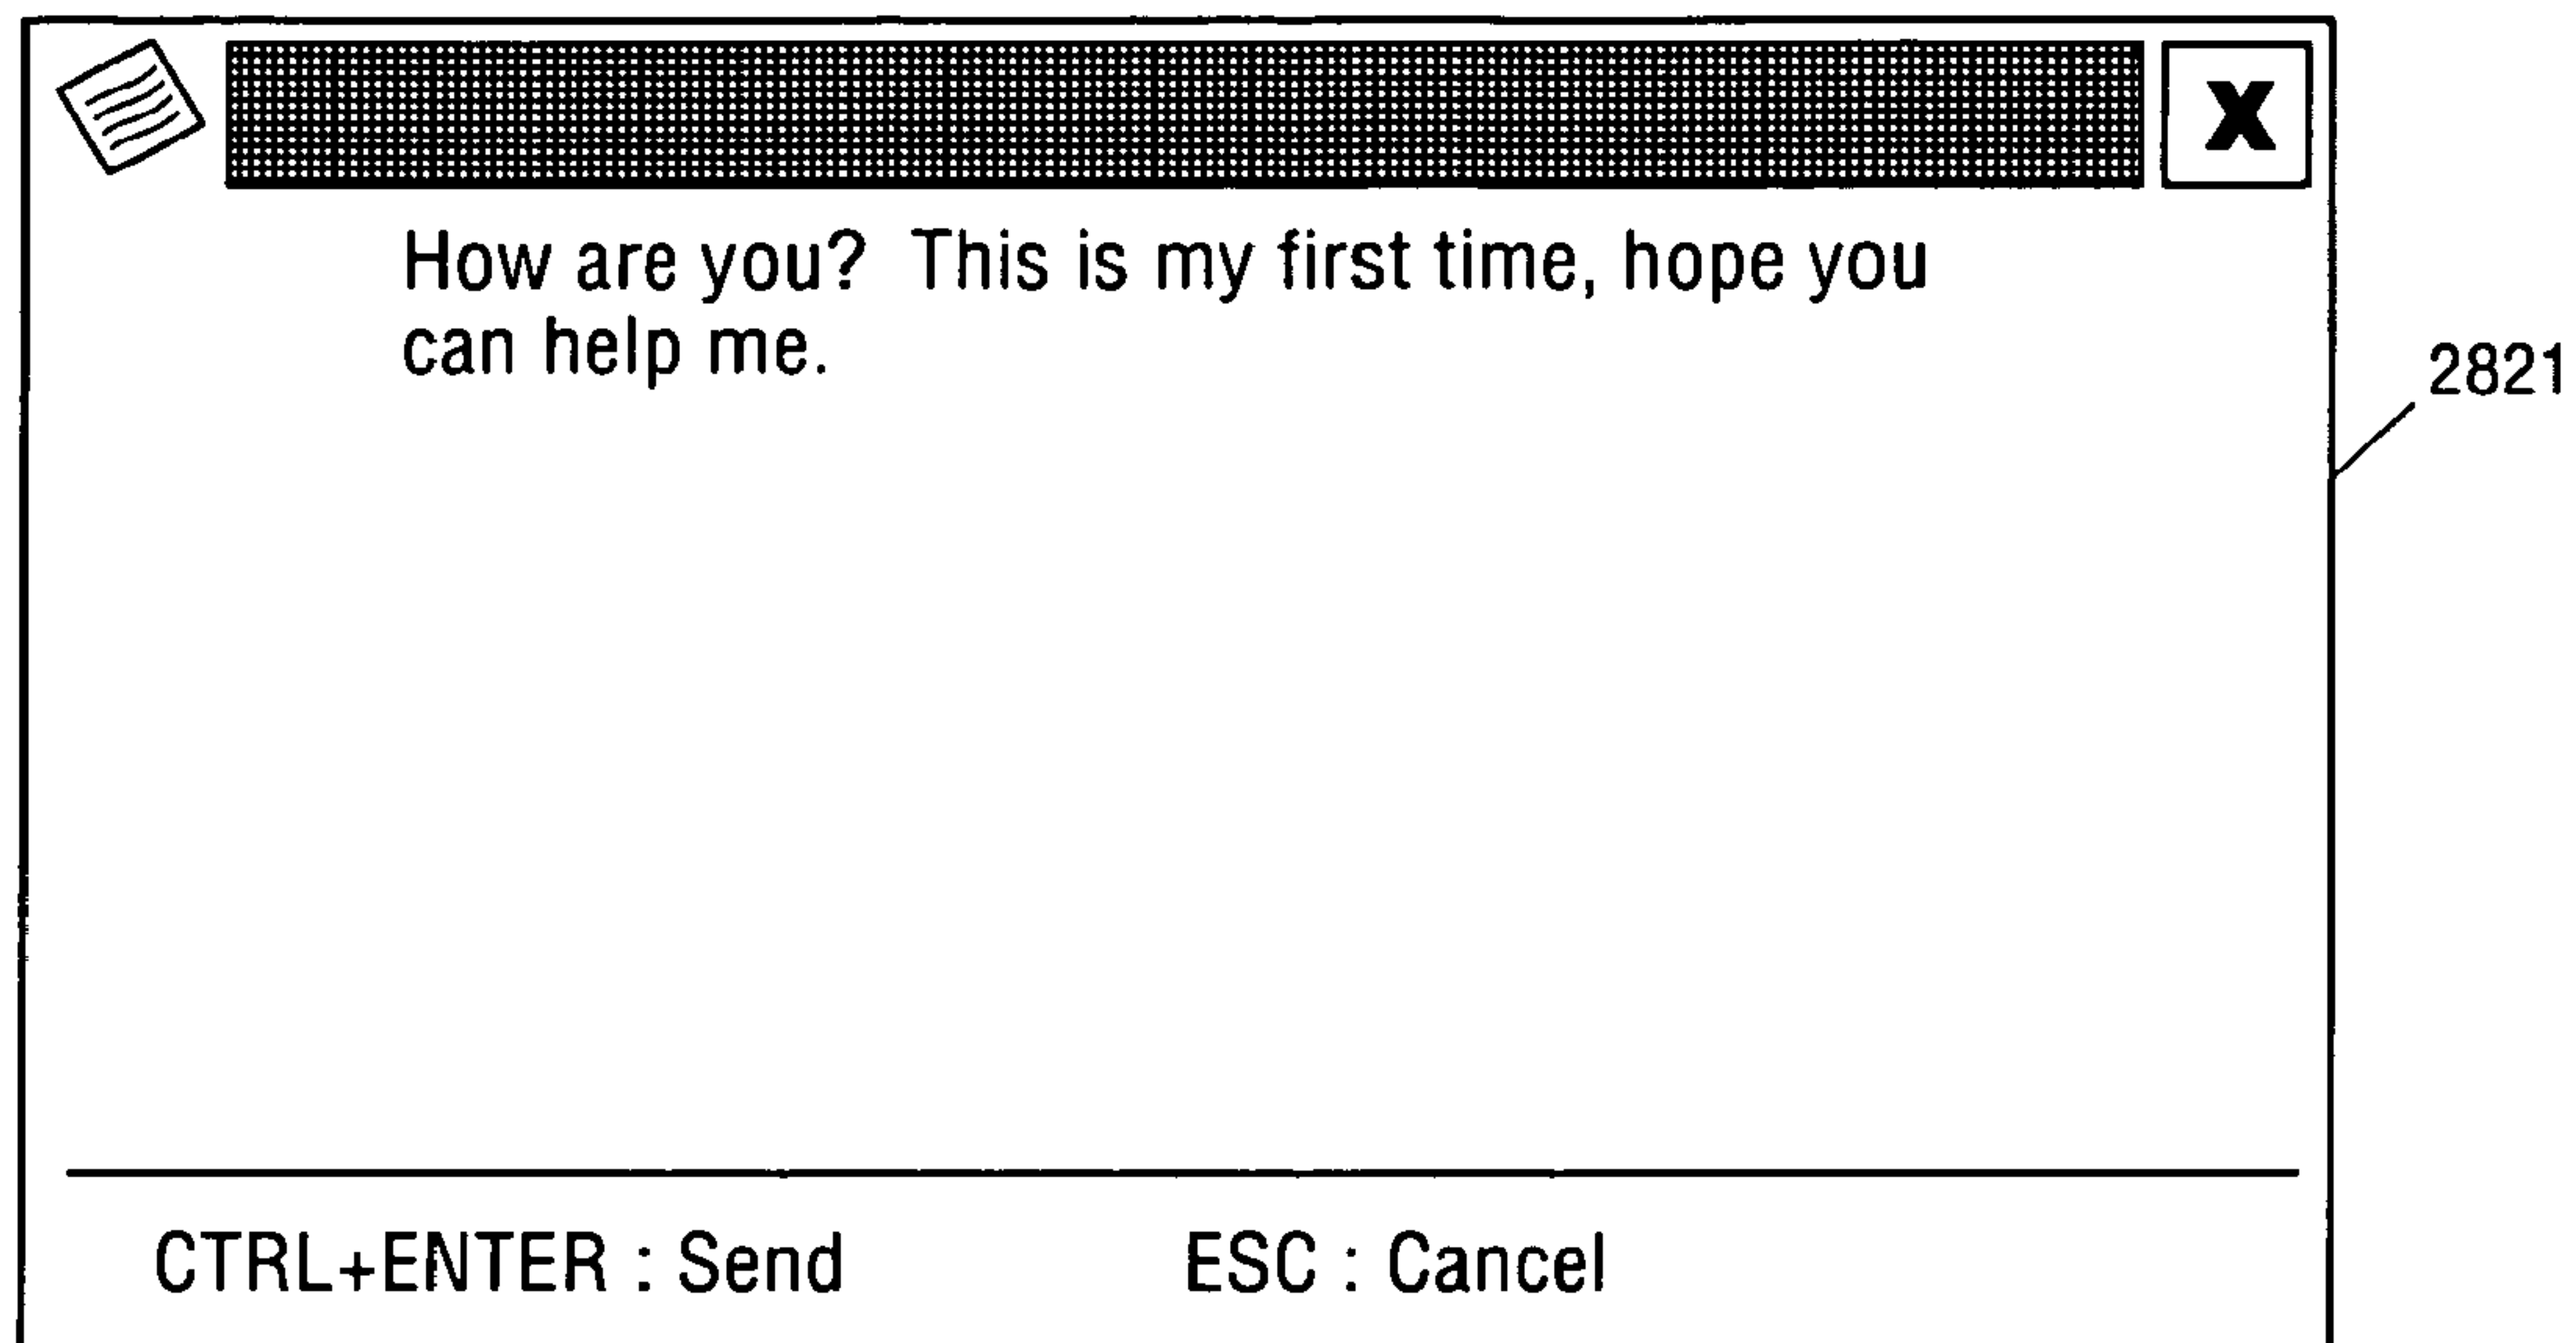 X
How are you? This is my first time, hope you
can help me.
2821
CTRL+ENTER : Send ESC : Cancel